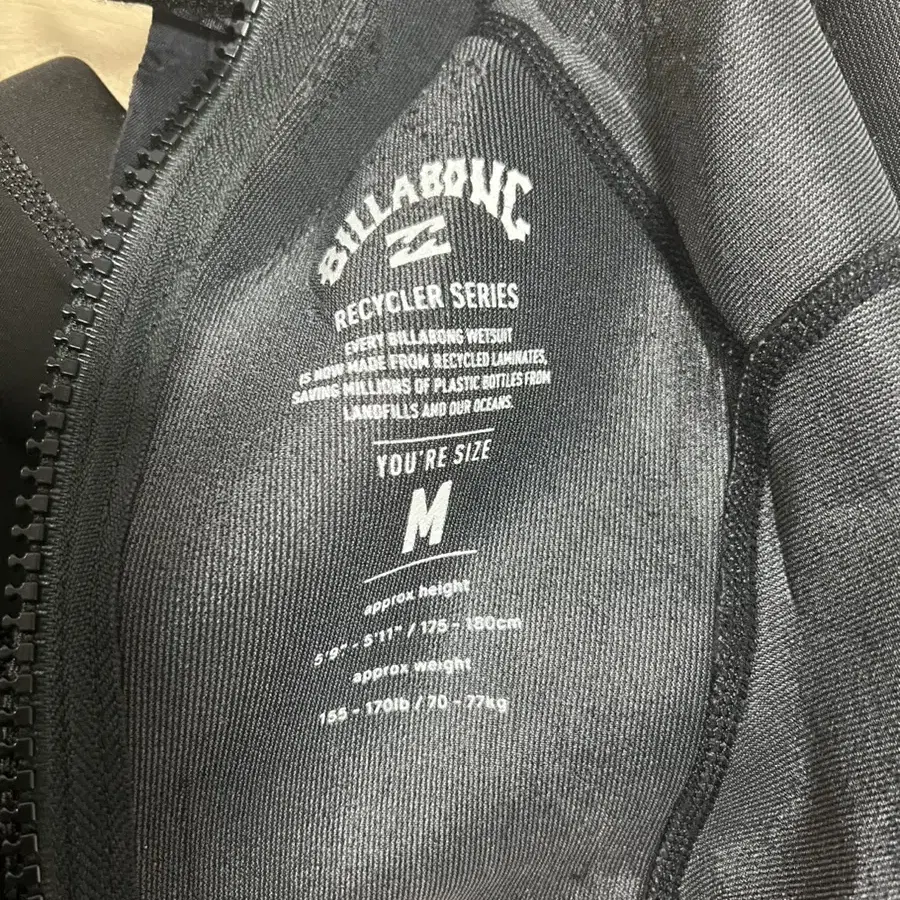 BILLABONG
RECYCLER SERIES
EVERY BILLABONG WETSUIT
IS NOW MADE FROM RECYCLED LAMINATES,
SAVING MILLIONS OF PLASTIC BOTTLES FROM
LANDFILLS AND OUR OCEANS.
YOU'RE SIZE
M
approx height
5'9" - 5'11" / 175 - 180cm
approx weight
155 - 170lb / 70 - 77kg